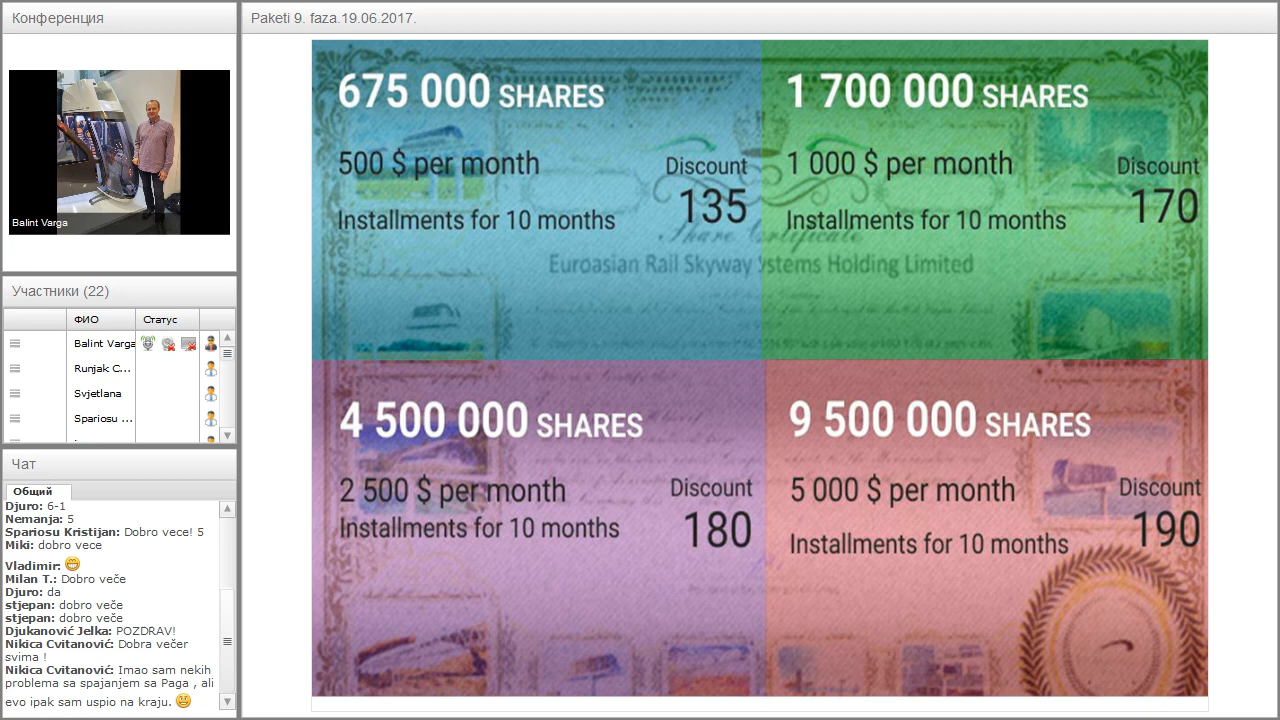 Конференция
Balint Varga
Участники (22)
ФИО
Статус
Balint Varga
Runjak C...
Svjetlana
Spariosu ...
Чат
Общий
Djuro: 6-1
Nemanja: 5
Spariosu Kristijan: Dobro vece! 5
Miki: dobro vece
Vladimir:
Milan T.: Dobro veče
Djuro: da
stjepan: dobro veče
stjepan: dobro veče
Djukanović Jelka: POZDRAV!
Nikica Cvitanović: Dobra večer
svima !
Nikica Cvitanović: Imao sam nekih
problema sa spajanjem sa Paga , ali
evo ipak sam uspio na kraju.
Paketi 9. faza.19.06.2017.
675 000 SHARES
500 $ per month
Discount
135
Installments for 10 months
1 700 000 SHARES
1 000 $ per month
Discount
170
Installments for 10 months
Share Certificate
Euroasian Rail Skyway ystems Holding Limited
4 500 000 SHARES
2 500 $ per month
Discount
180
Installments for 10 months
9 500 000 SHARES
5 000 $ per month
Discount
190
Installments for 10 months